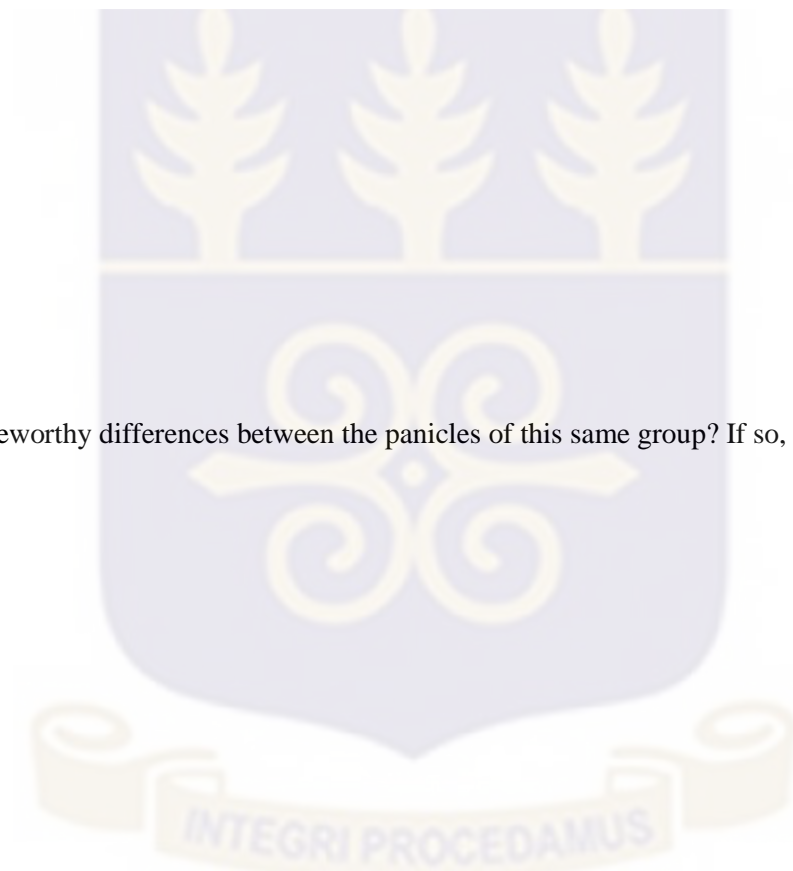 eworthy differences between the panicles of this same group? If so,
INTEGRI PROCEDAMUS